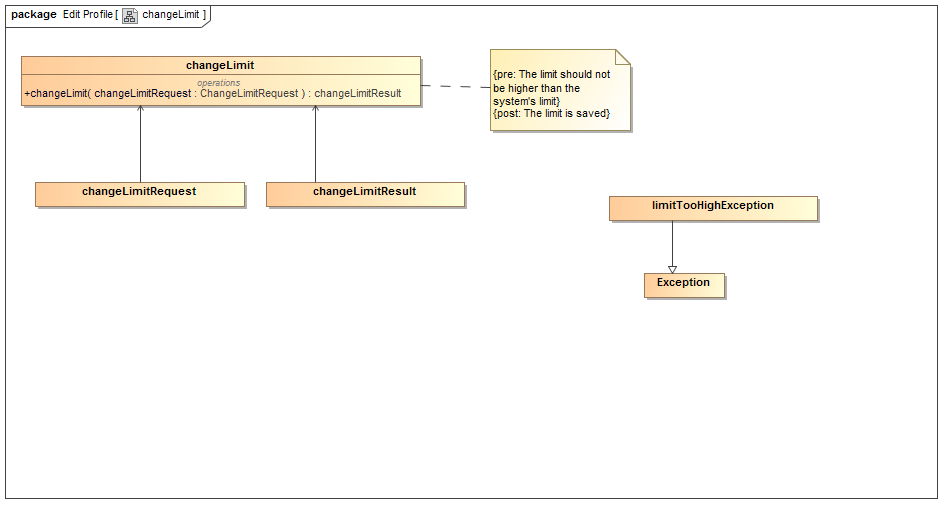 package Edit Profile [ changeLimit ]
changeLimit
operations
+changeLimit( changeLimitRequest : ChangeLimitRequest ) : changeLimitResult
{pre: The limit should not
be higher than the
system's limit}
{post: The limit is saved}
changeLimitRequest
changeLimitResult
limitTooHighException
Exception